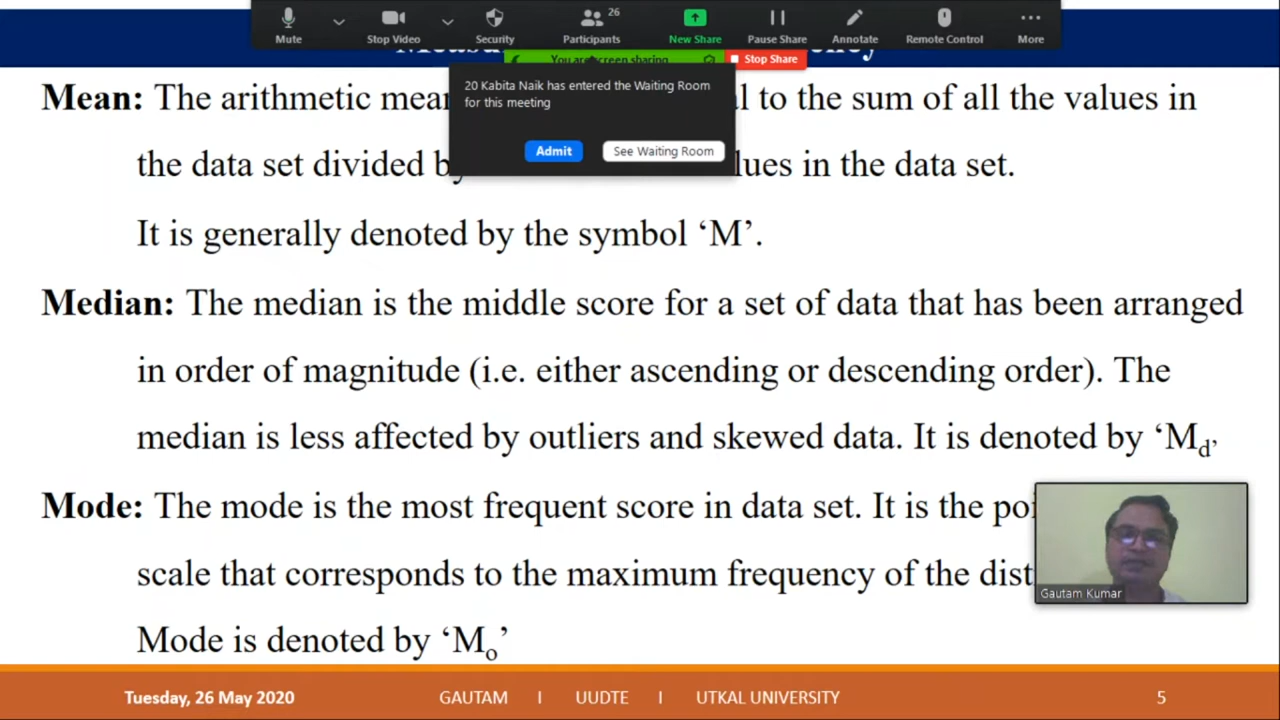 26
Mute
Stop Video
Security
Participants
New Share
Pause Share
Annotate
Remote Control
More
You are screen sharing
Stop Share
20 Kabita Naik has entered the Waiting Room
for this meeting
Admit
See Waiting Room
Mean: The arithmetic to the sum of all the values in
the data set divided in the data set.
It is generally denoted by the symbol ‘M’.
Median: The median is the middle score for a set of data that has been arranged
in order of magnitude (i.e. either ascending or descending order). The
median is less affected by outliers and skewed data. It is denoted by ‘Md’
Mode: The mode is the most frequent score in data set. It is the
scale that corresponds to the maximum frequency of the
Mode is denoted by ‘Mo’
Gautam Kumar
Tuesday, 26 May 2020 GAUTAM I UUDTE I UTKAL UNIVERSITY 5